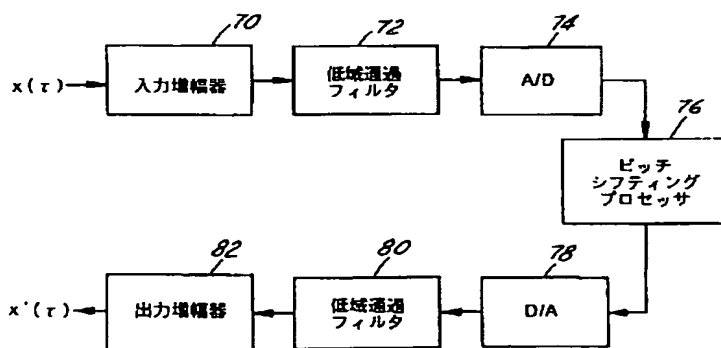 70
72
74
x(τ)
入力増幅器
低域通過
フィルタ
A/D
76
ピッチ
シフティング
プロセッサ
82
80
78
x'(τ)
出力増幅器
低域通過
フィルタ
D/A